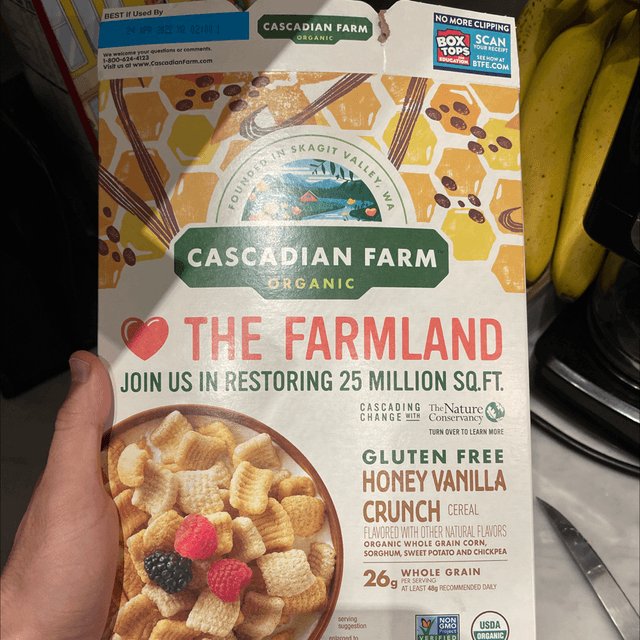 BEST If Used By
We welcome your questions or comments.
1-800-624-4123
Visit us at www.CascadianFarm.com
CASCADIAN FARM
ORGANIC
NO MORE CLIPPING
BOX TOPS
FOR EDUCATION
SCAN
YOUR RECEIPT
SEE HOW AT
BTFE.COM
FOUNDED IN SKAGIT VALLEY, WA
CASCADIAN FARM
ORGANIC
THE FARMLAND
JOIN US IN RESTORING 25 MILLION SQ.FT.
CASCADING
CHANGE WITH
The Nature
Conservancy
TURN OVER TO LEARN MORE
GLUTEN FREE
HONEY VANILLA
CRUNCH CEREAL
FLAVORED WITH OTHER NATURAL FLAVORS
ORGANIC WHOLE GRAIN CORN,
SORGHUM, SWEET POTATO AND CHICKPEA
26g WHOLE GRAIN
PER SERVING
AT LEAST 48g RECOMMENDED DAILY
serving
suggestion
enlarged to
NON
GMO
Project
VERIFIED
USDA
ORGANIC